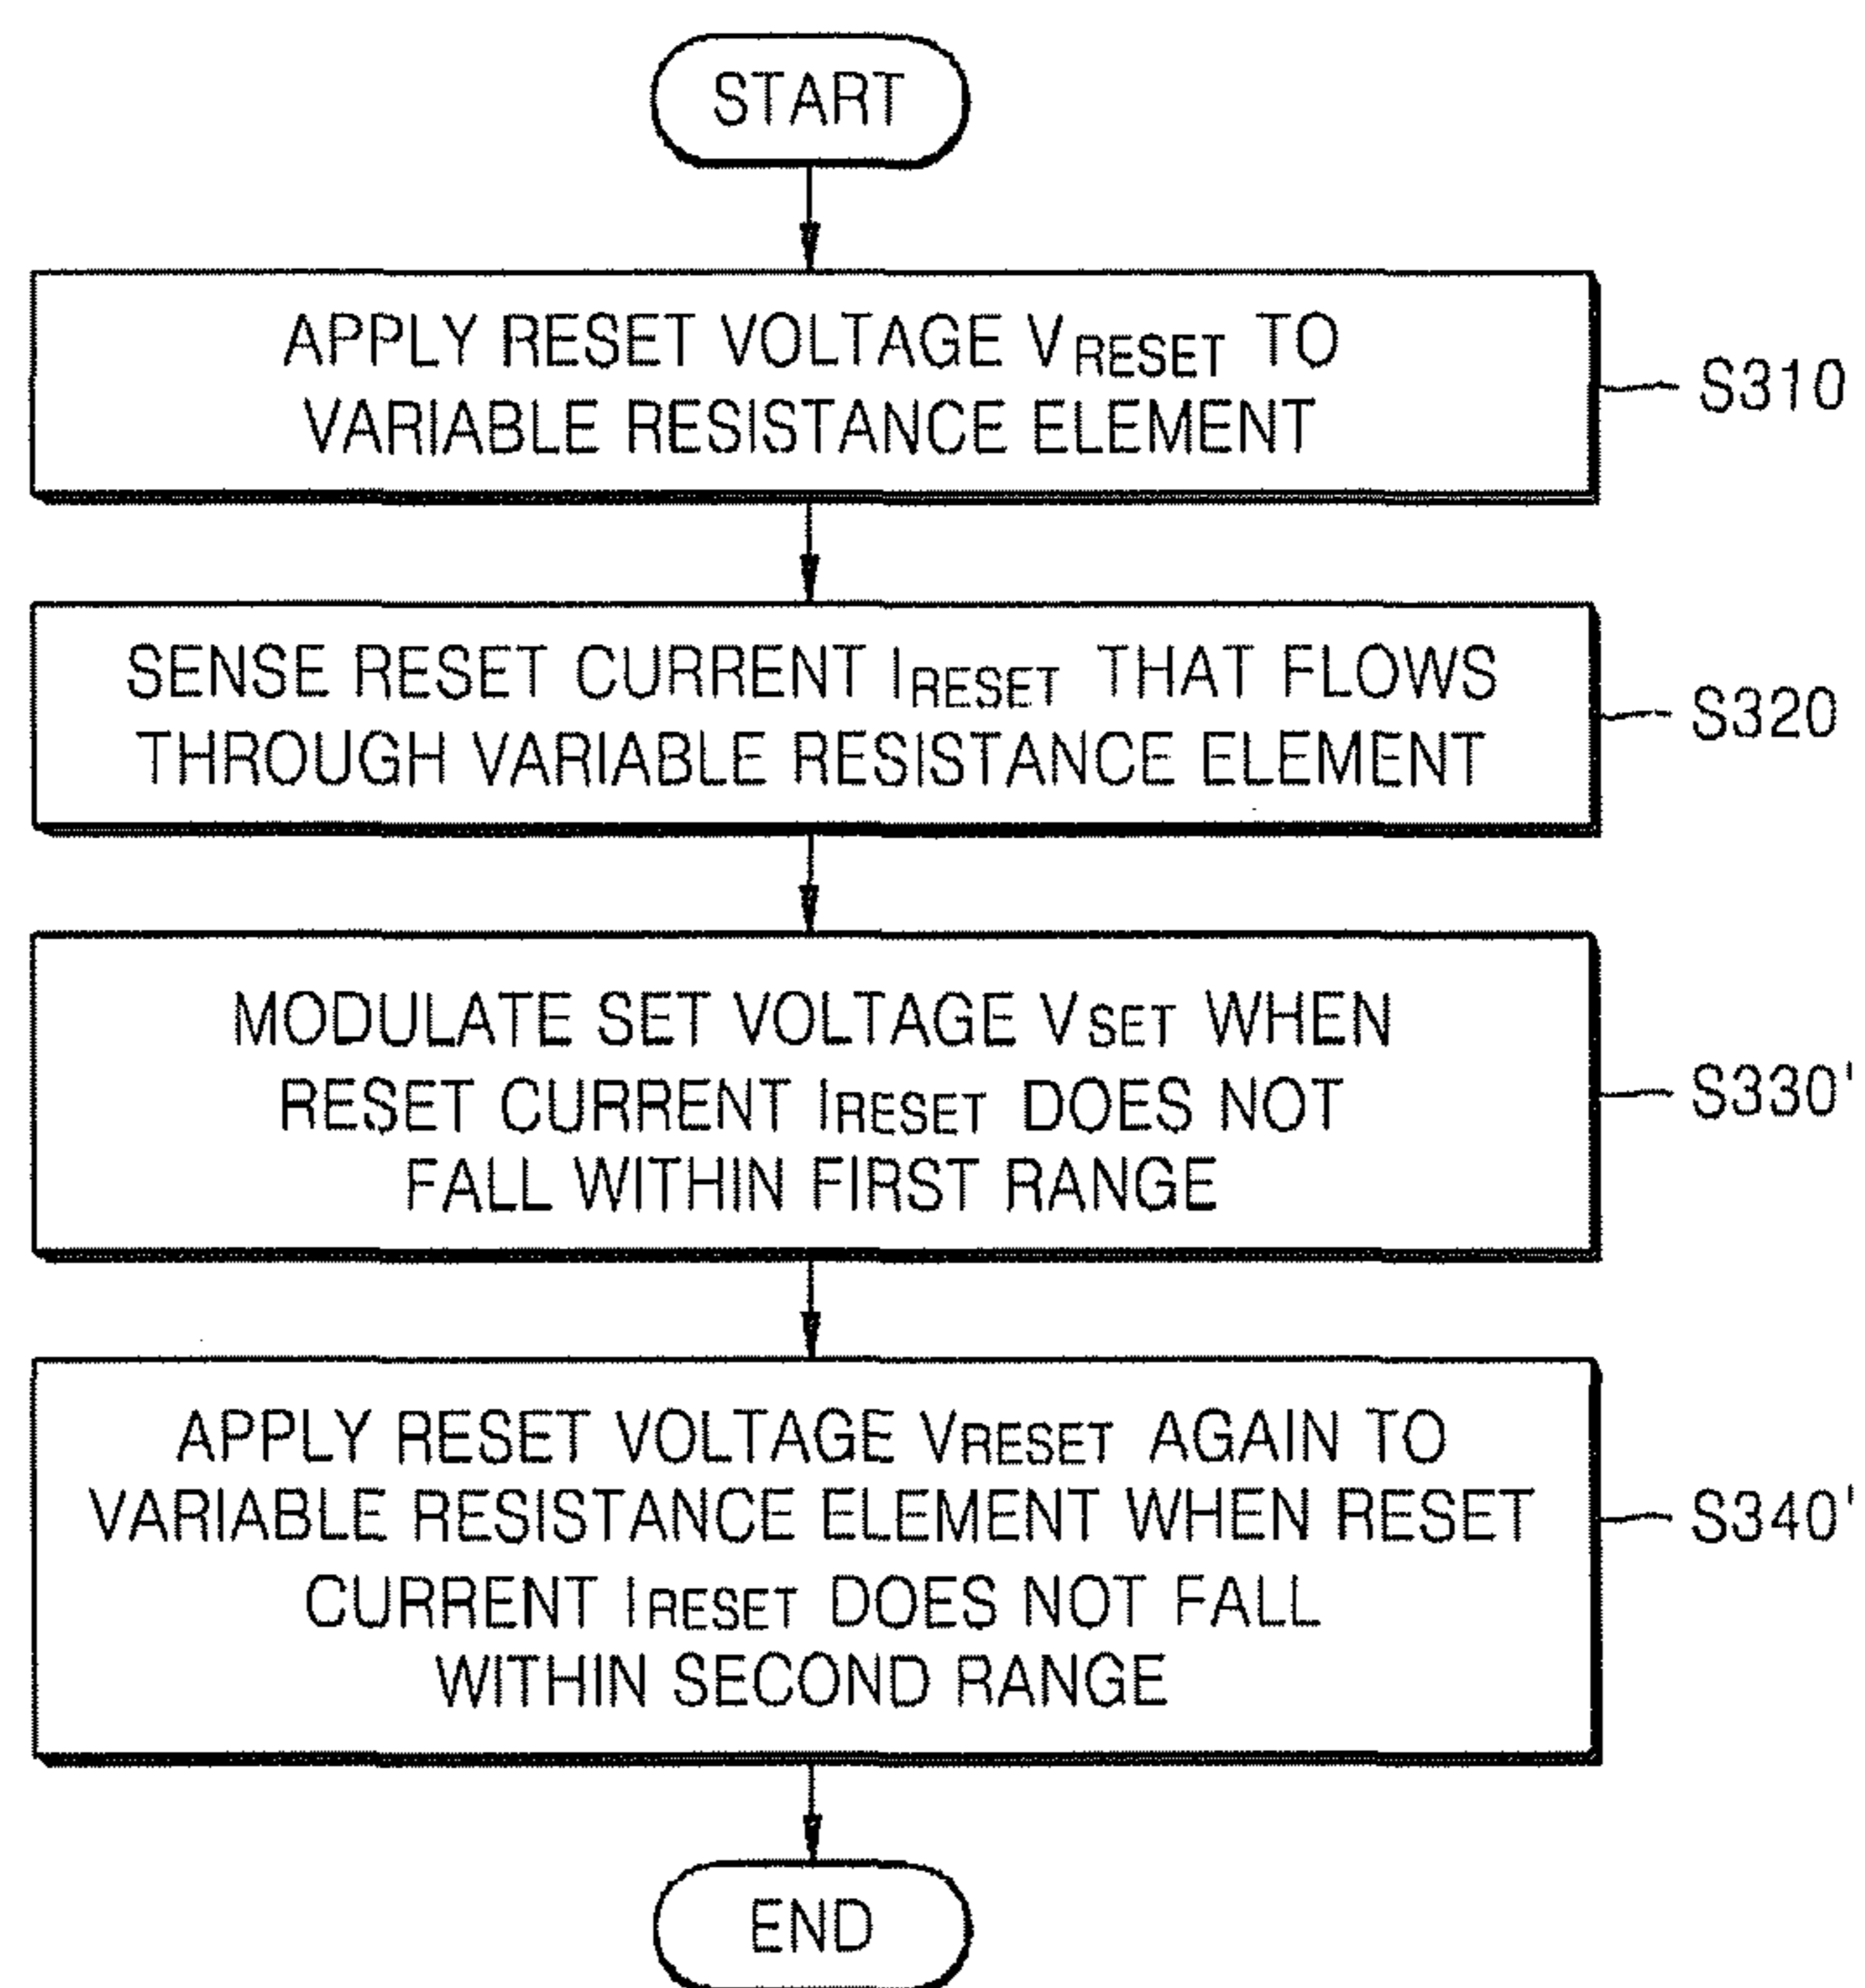 START
APPLY RESET VOLTAGE VRESET TO
VARIABLE RESISTANCE ELEMENT
S310
SENSE RESET CURRENT IRESET THAT FLOWS
THROUGH VARIABLE RESISTANCE ELEMENT
S320
MODULATE SET VOLTAGE VSET WHEN
RESET CURRENT IRESET DOES NOT
FALL WITHIN FIRST RANGE
S330'
APPLY RESET VOLTAGE VRESET AGAIN TO
VARIABLE RESISTANCE ELEMENT WHEN RESET
CURRENT IRESET DOES NOT FALL
WITHIN SECOND RANGE
S340'
END